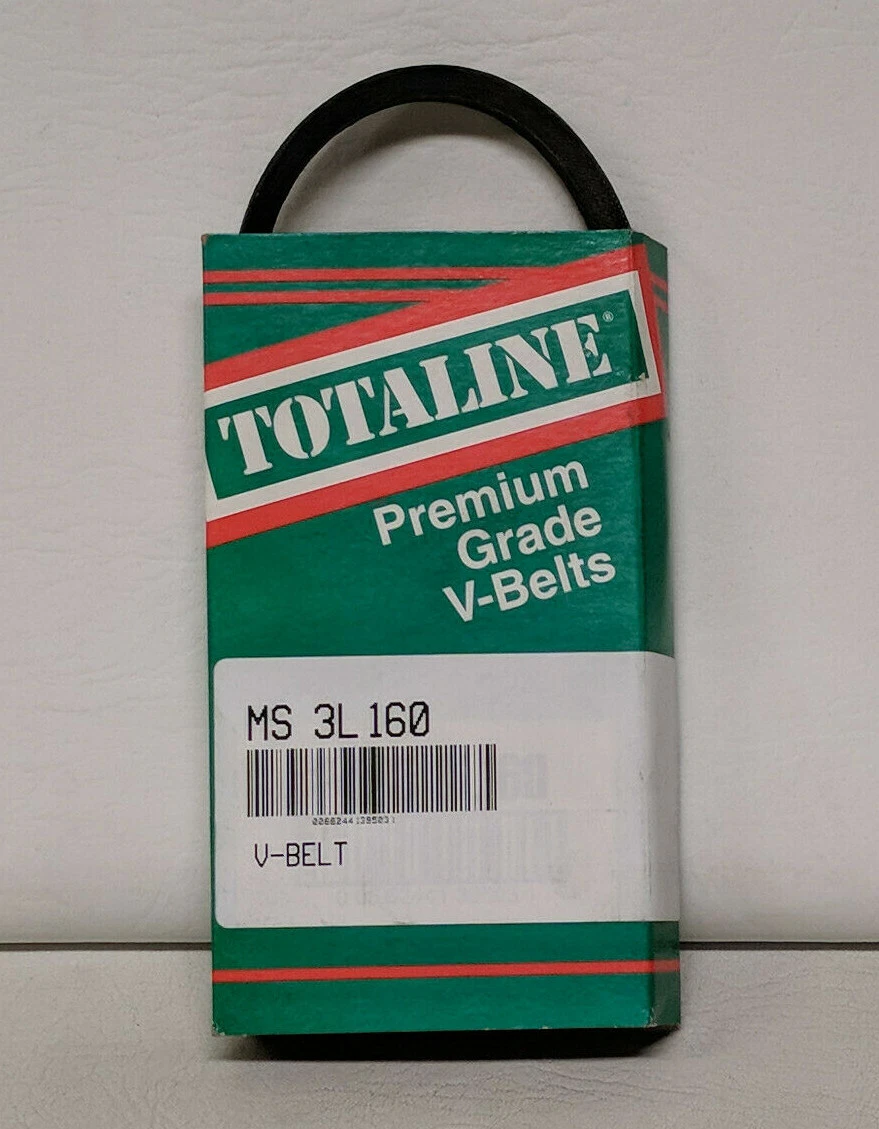 TOTALINE®
Premium
Grade
V-Belts
MS 3L160
V-BELT